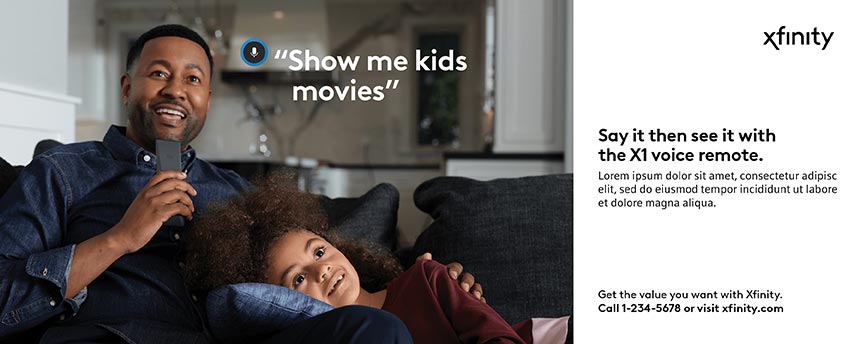 “Show me kids
movies”
xfinity
Say it then see it with
the X1 voice remote.
Lorem ipsum dolor sit amet, consectetur adipisc
elit, sed do eiusmod tempor incididunt ut labore
et dolore magna aliqua.
Get the value you want with Xfinity.
Call 1-234-5678 or visit xfinity.com